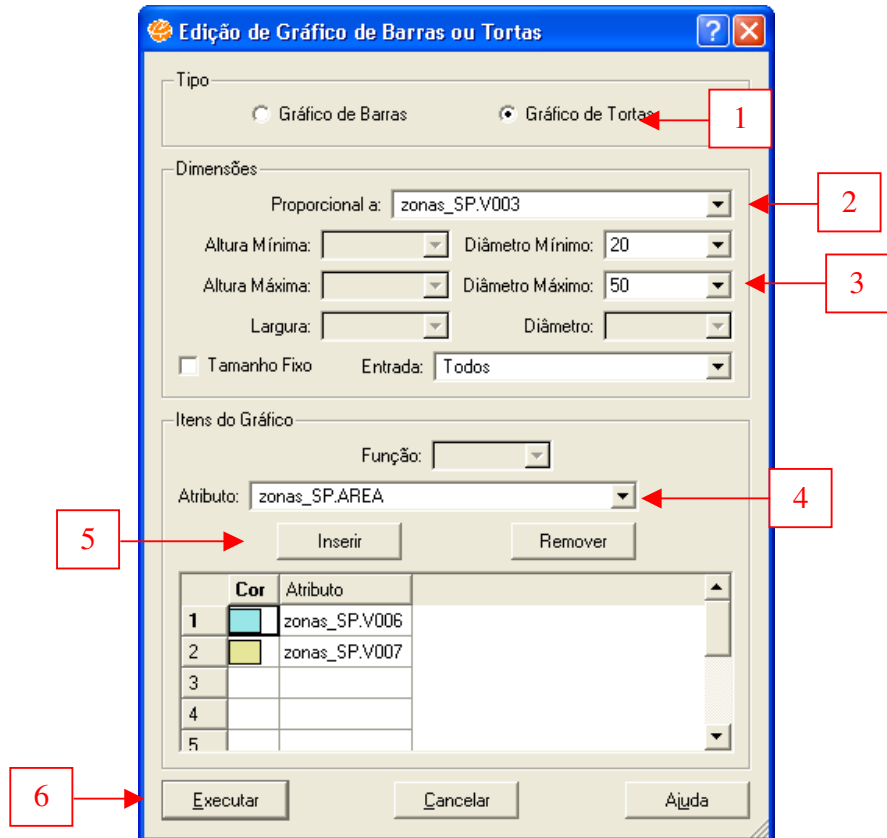 Edição de Gráfico de Barras ou Tortas
Tipo
Gráfico de Barras
Gráfico de Tortas
1
Dimensões
Proporcional a: zonas_SP.V003
2
Altura Mínima:
Diâmetro Mínimo: 20
Altura Máxima:
Diâmetro Máximo: 50
3
Largura:
Diâmetro:
Tamanho Fixo
Entrada: Todos
Itens do Gráfico
Função:
Atributo: zonas_SP.AREA
4
5
Inserir
Remover
Cor Atributo
1 zonas_SP.V006
2 zonas_SP.V007
3
4
5
6
Executar
Cancelar
Ajuda